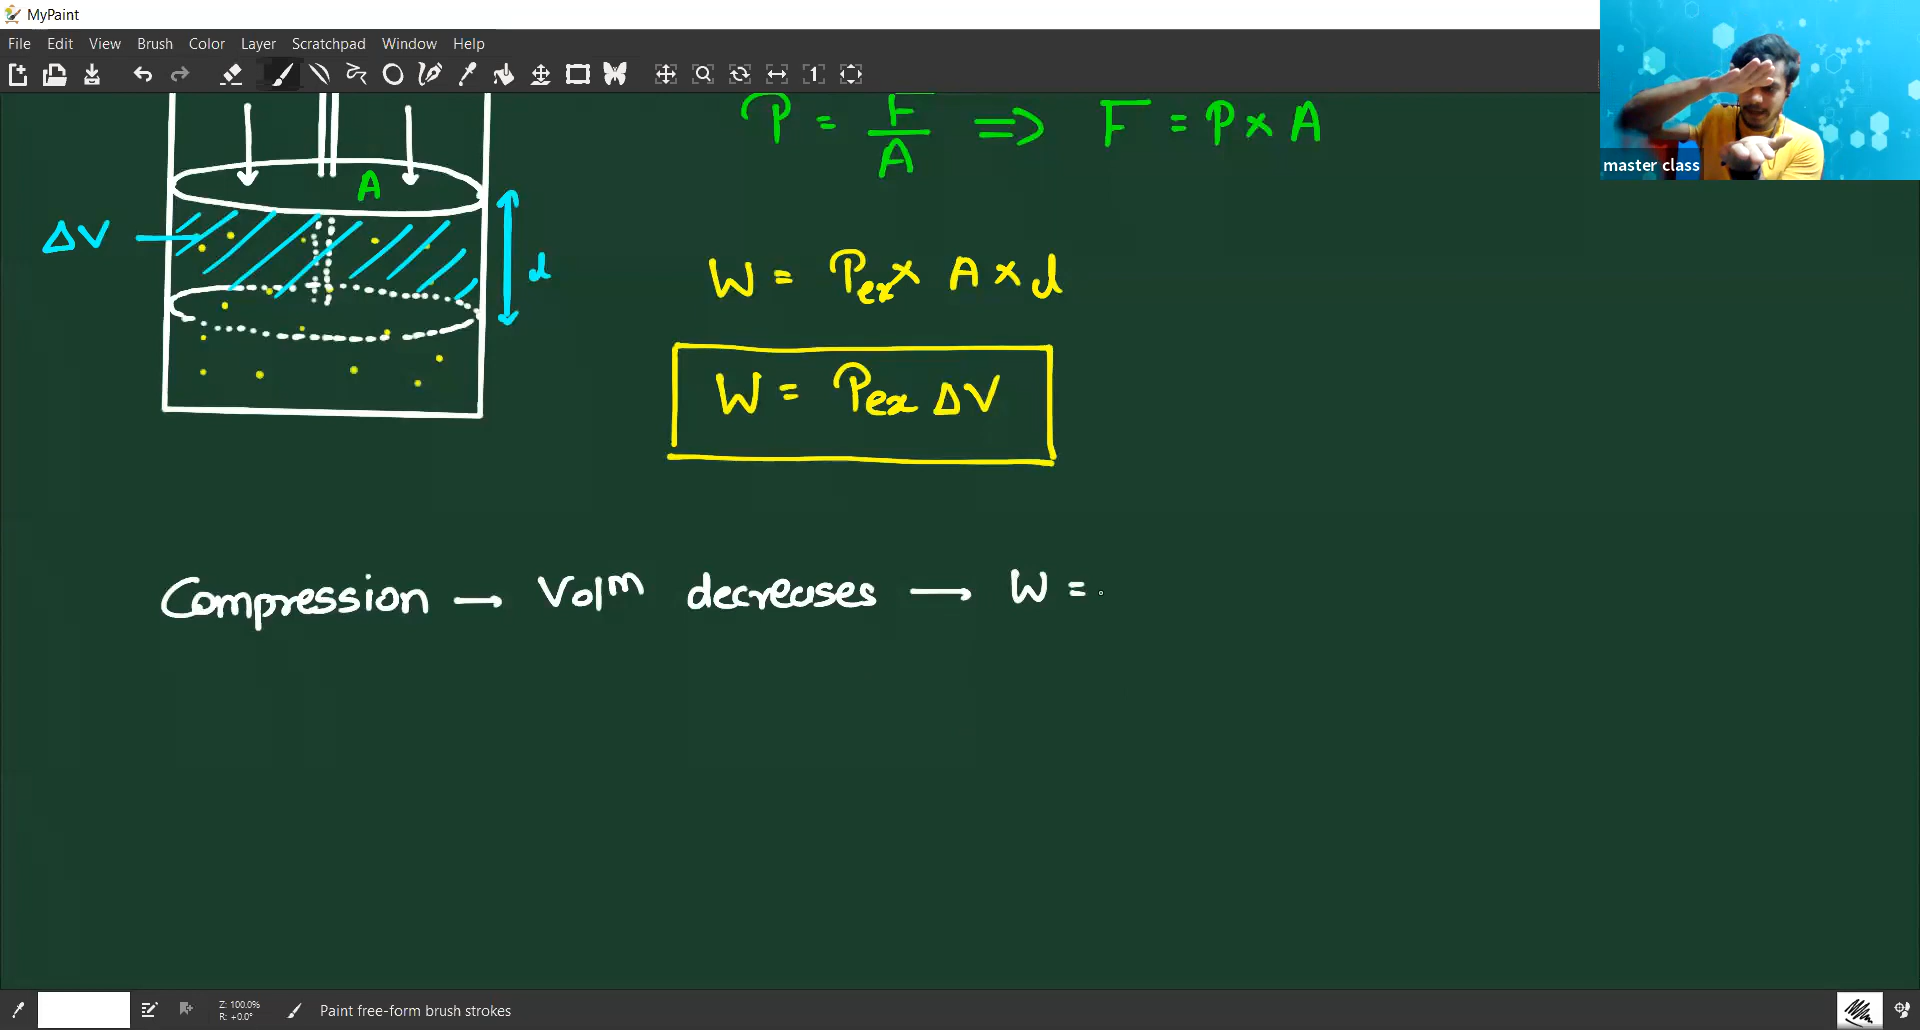 MyPaint
File Edit View Brush Color Layer Scratchpad Window Help
master class
P = F/A ⇒ F = P × A
A
ΔV
d
W = Pex × A × d
W = Pex ΔV
Compression → Vol^m decreases → W =
Z: 100.0%
R: +0.0°
Paint free-form brush strokes